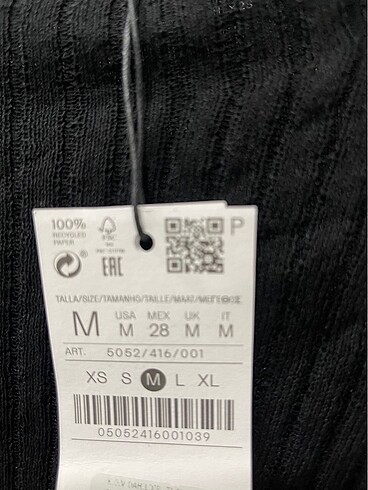 100%
RECYCLED
PAPER
FSC
EAC
P
TALLA/SIZE/TAMANHO/TAILLE/MAAT/
M
USA MEX UK IT
M 28 M M
ART. 5052/416/001
XS S M L XL
05052416001039